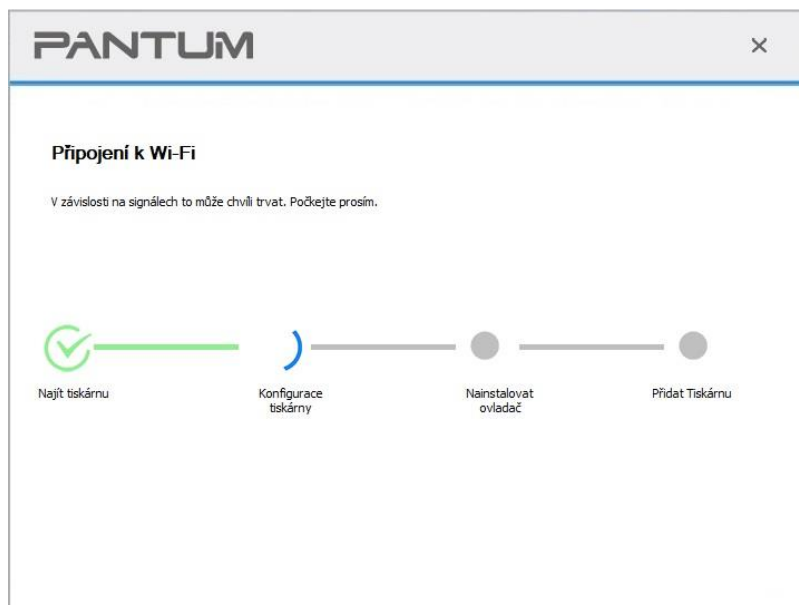 PANTUM
Připojení k Wi-Fi
V závislosti na signálech to může chvíli trvat. Počkejte prosím.
Najít tiskárnu
Konfigurace
tiskárny
Nainstalovat
ovladač
Přidat Tiskárnu